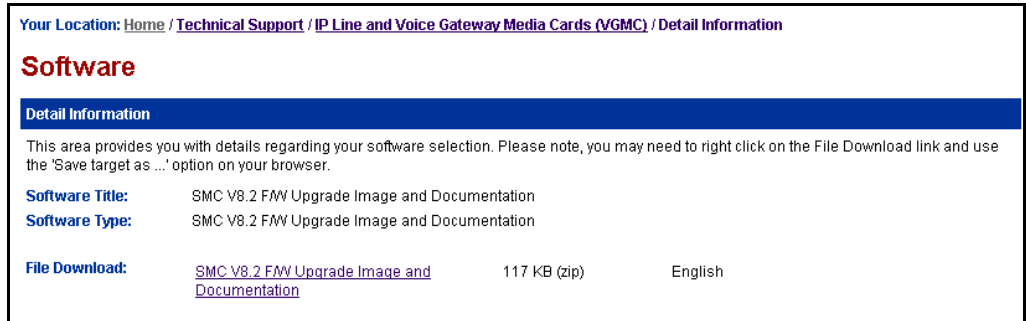 Your Location: Home / Technical Support / IP Line and Voice Gateway Media Cards (VGMC) / Detail Information
Software
Detail Information
This area provides you with details regarding your software selection. Please note, you may need to right click on the File Download link and use
the 'Save target as ...' option on your browser.
Software Title: SMC V8.2 F/W Upgrade Image and Documentation
Software Type: SMC V8.2 F/W Upgrade Image and Documentation
File Download: SMC V8.2 F/W Upgrade Image and 117 KB (zip) English
Documentation